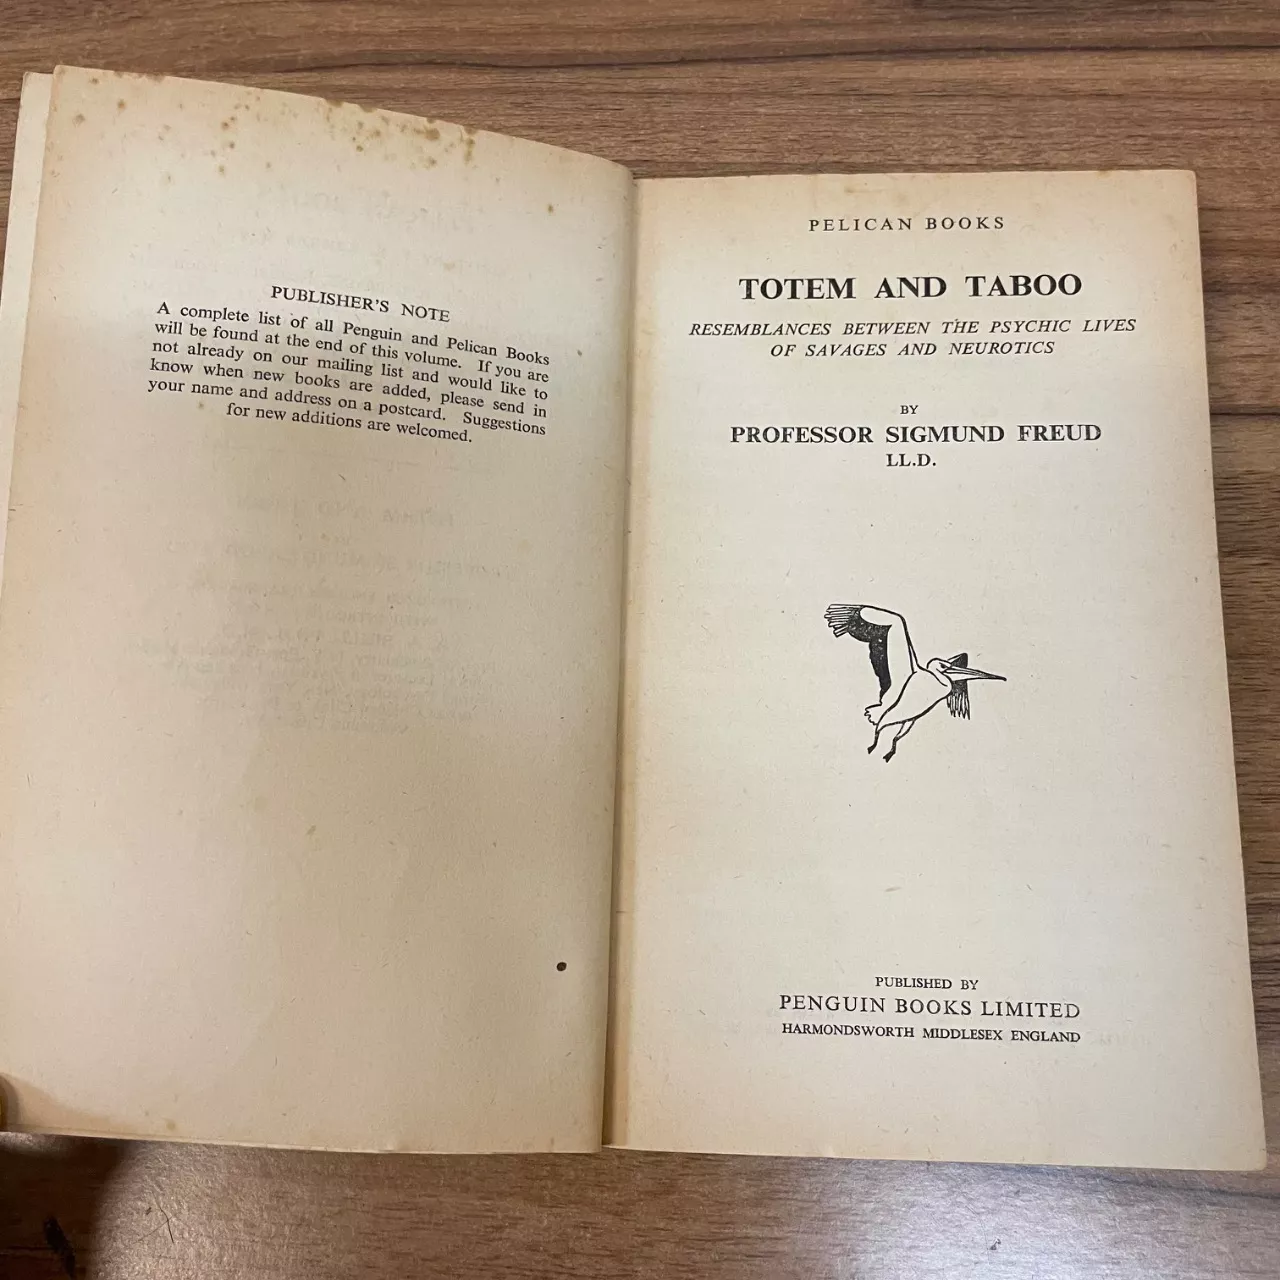 PUBLISHER'S NOTE
A complete list of all Penguin and Pelican Books
will be found at the end of this volume. If you are
not already on our mailing list and would like to
know when new books are added, please send in
your name and address on a postcard. Suggestions
for new additions are welcomed.
PELICAN BOOKS
TOTEM AND TABOO
RESEMBLANCES BETWEEN THE PSYCHIC LIVES
OF SAVAGES AND NEUROTICS
BY
PROFESSOR SIGMUND FREUD
LL.D.
PUBLISHED BY
PENGUIN BOOKS LIMITED
HARMONDSWORTH MIDDLESEX ENGLAND